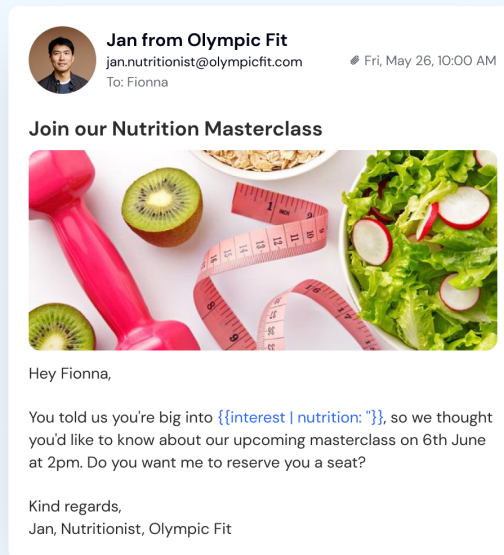 Jan from Olympic Fit
jan.nutritionist@olympicfit.com
Fri, May 26, 10:00 AM
To: Fionna
Join our Nutrition Masterclass
Hey Fionna,
You told us you're big into {{interest | nutrition: "}}, so we thought
you'd like to know about our upcoming masterclass on 6th June
at 2pm. Do you want me to reserve you a seat?
Kind regards,
Jan, Nutritionist, Olympic Fit